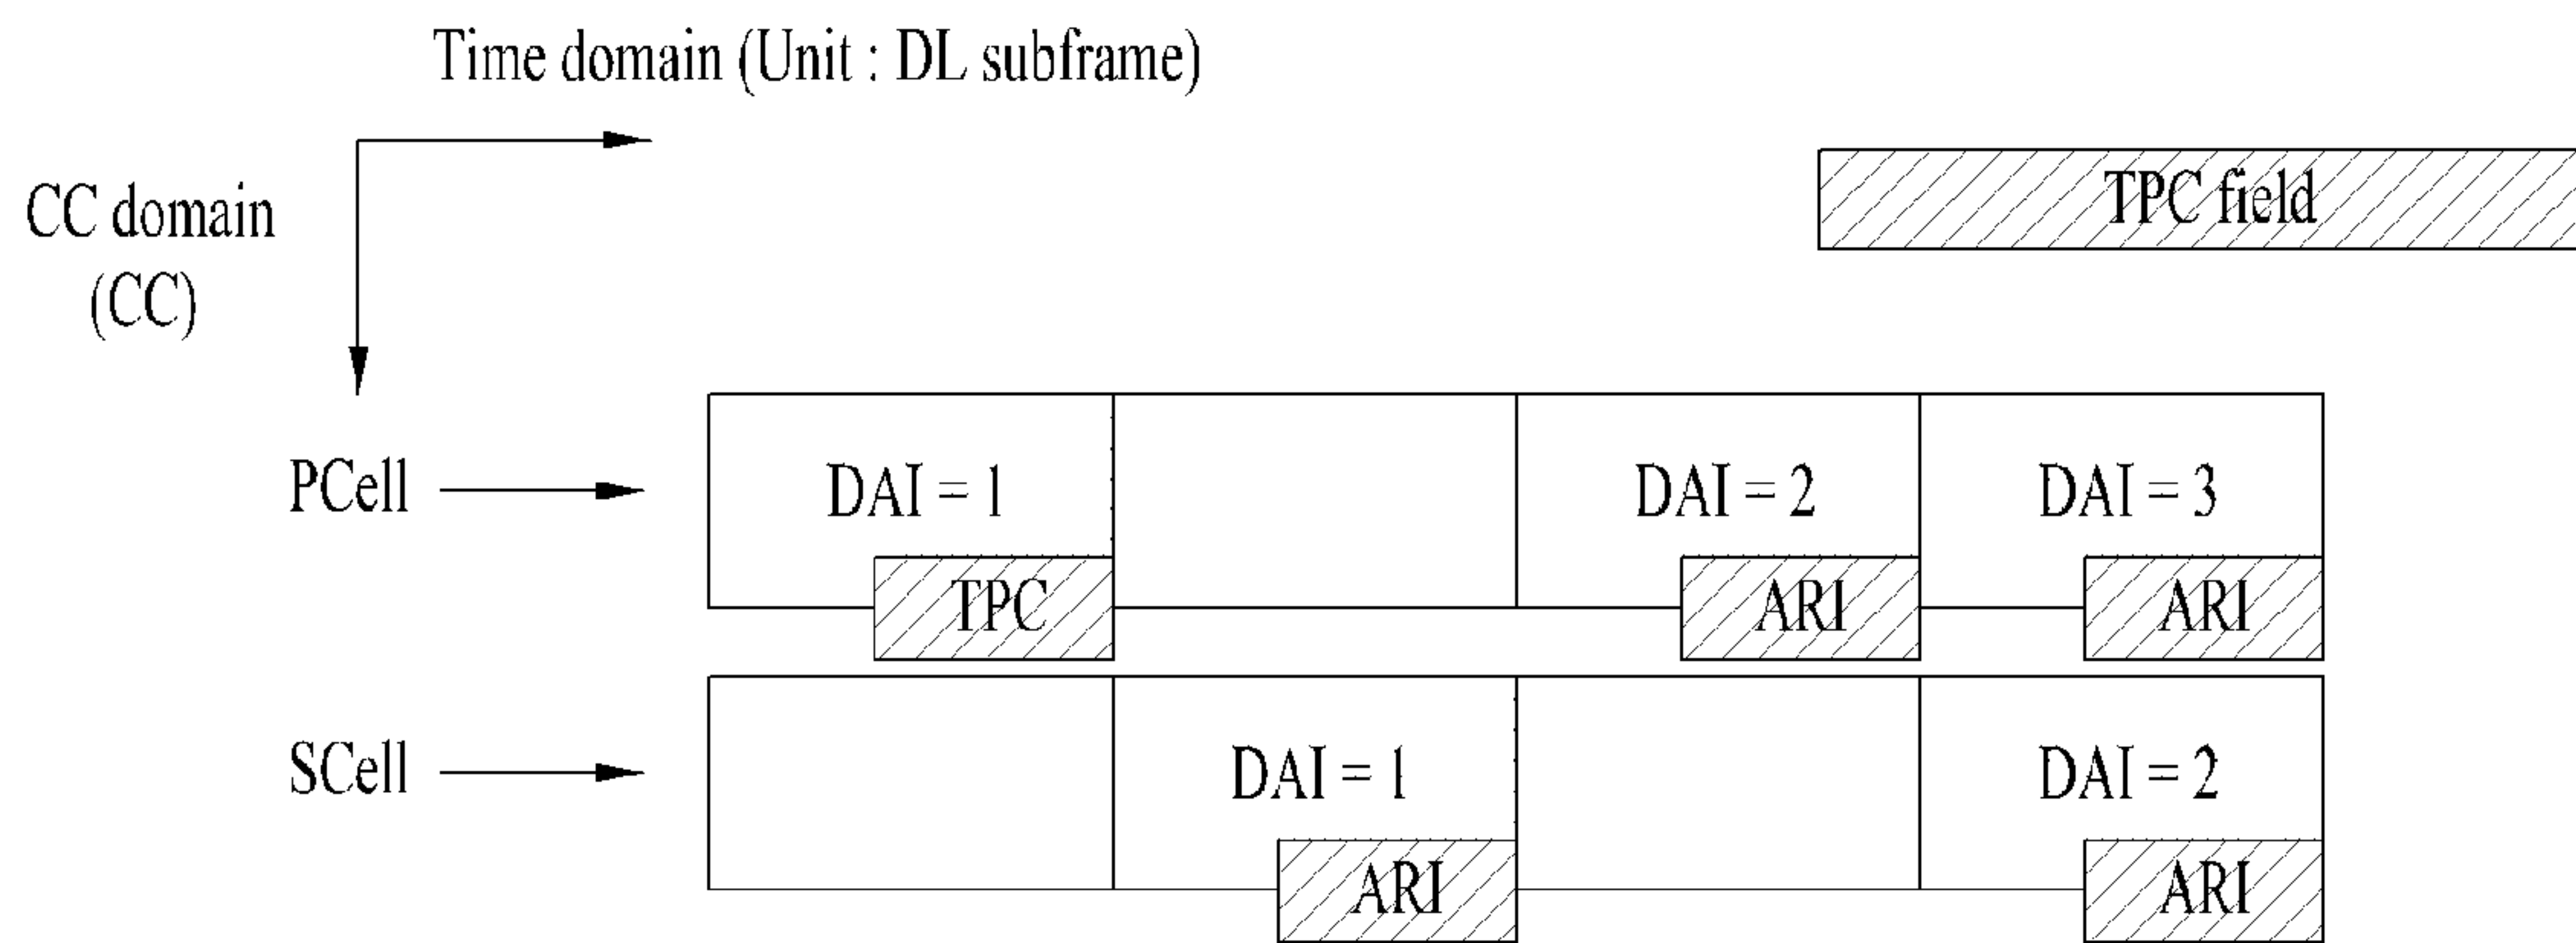 Time domain (Unit : DL subframe)
CC domain
(CC)
TPC field
PCell
DAI = 1
DAI = 2
DAI = 3
TPC
ARI
ARI
SCell
DAI = 1
DAI = 2
ARI
ARI